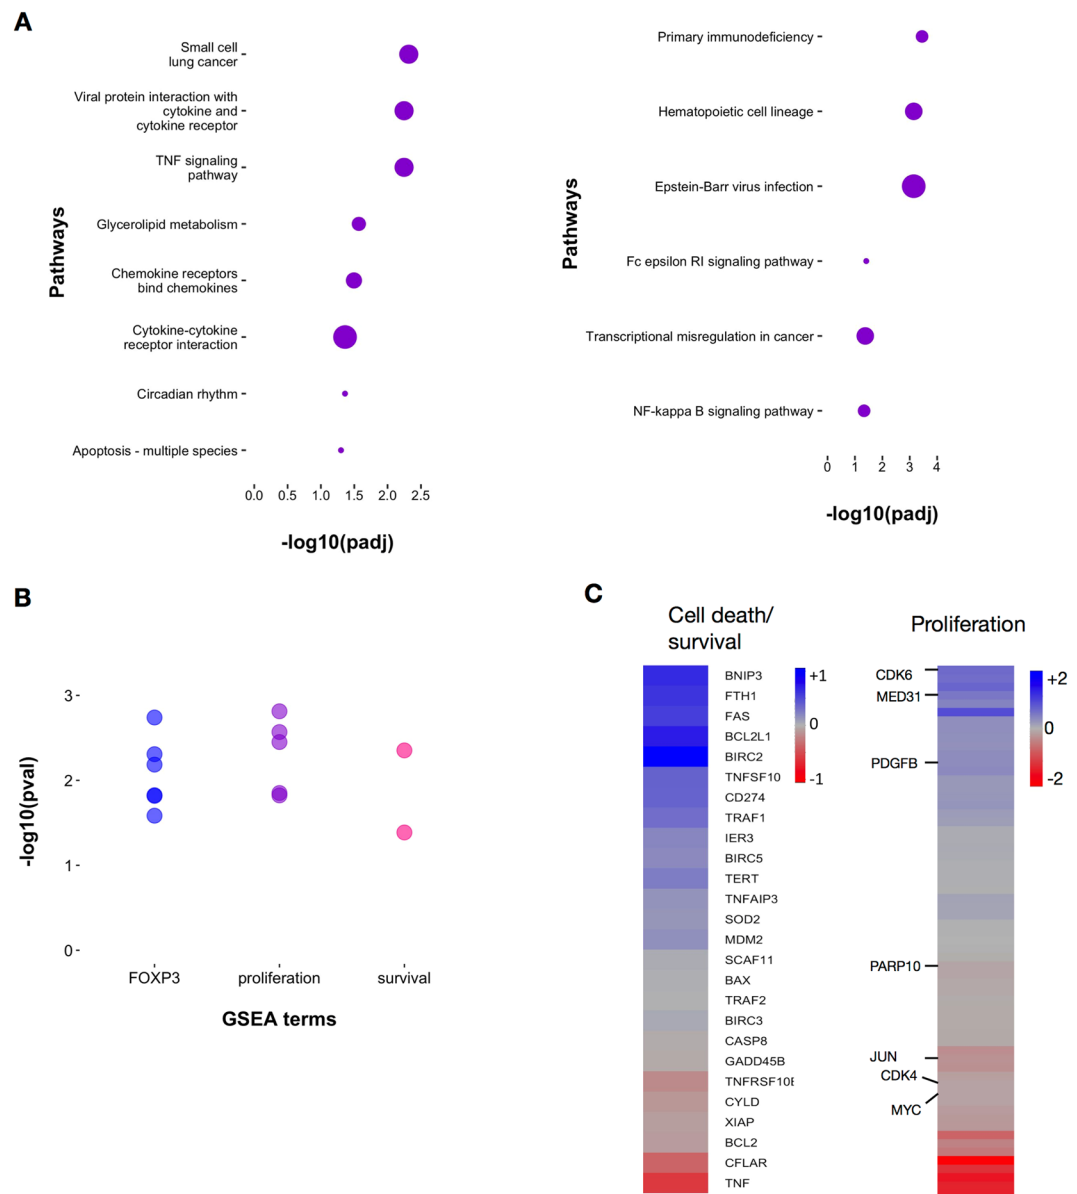 A
Small cell
lung cancer
Viral protein interaction with
cytokine and
cytokine receptor
TNF signaling
pathway
Glycerolipid metabolism
Chemokine receptors
bind chemokines
Cytokine-cytokine
receptor interaction
Circadian rhythm
Apoptosis - multiple species
Pathways
0.0 0.5 1.0 1.5 2.0 2.5
-log10(padj)
Primary immunodeficiency
Hematopoietic cell lineage
Epstein-Barr virus infection
Fc epsilon RI signaling pathway
Transcriptional misregulation in cancer
NF-kappa B signaling pathway
Pathways
0 1 2 3 4
-log10(padj)
B
3
2
1
0
-log10(pval)
FOXP3 proliferation survival
GSEA terms
C
Cell death/
survival
BNIP3
FTH1
FAS
BCL2L1
BIRC2
TNFSF10
CD274
TRAF1
IER3
BIRC5
TERT
TNFAIP3
SOD2
MDM2
SCAF11
BAX
TRAF2
BIRC3
CASP8
GADD45B
TNFRSF10B
CYLD
XIAP
BCL2
CFLAR
TNF
+1
0
-1
Proliferation
CDK6
MED31
PDGFB
PARP10
JUN
CDK4
MYC
+2
0
-2